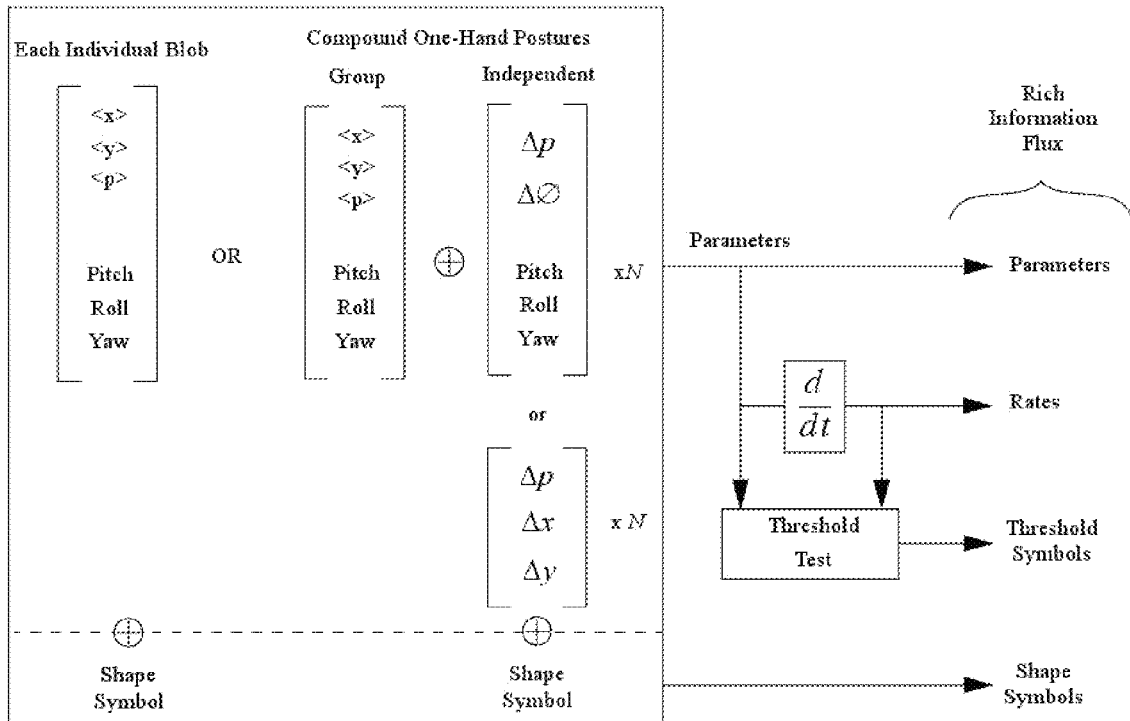 Each Individual Blob
<x>
<y>
<p>
Pitch
Roll
Yaw
OR
Compound One-Hand Postures
Group
<x>
<y>
<p>
Pitch
Roll
Yaw
⊕
Independent
Δp
Δ∅
Pitch
Roll
Yaw
xN
or
Δp
Δx
Δy
x N
⊕
Shape
Symbol
⊕
Shape
Symbol
Parameters
d
dt
Threshold
Test
Rich
Information
Flux
Parameters
Rates
Threshold
Symbols
Shape
Symbols